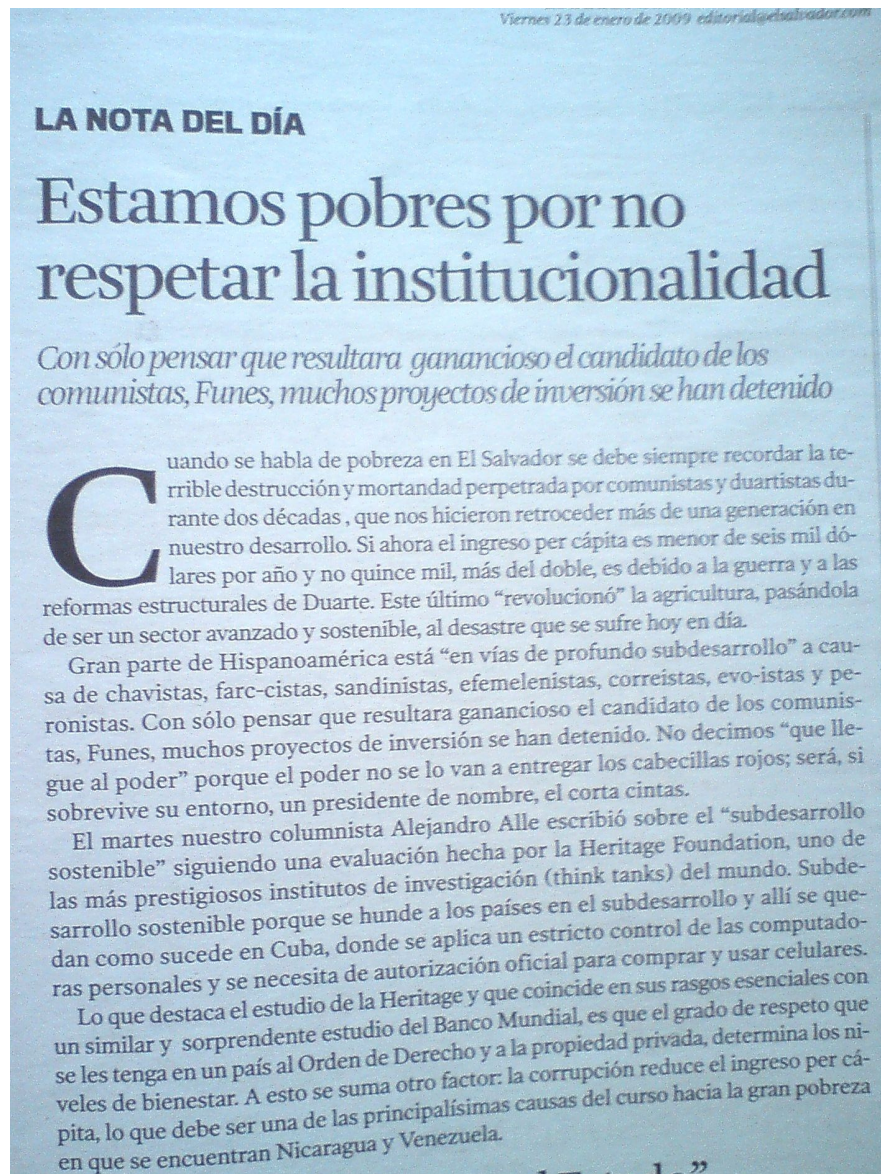 Viernes 23 de enero de 2009 editorial@elsalvador.com
LA NOTA DEL DÍA
Estamos pobres por no
respetar la institucionalidad
Con sólo pensar que resultara ganancioso el candidato de los
comunistas, Funes, muchos proyectos de inversión se han detenido
Cuando se habla de pobreza en El Salvador se debe siempre recordar la te-
rrible destrucción y mortandad perpetrada por comunistas y duartistas du-
rante dos décadas , que nos hicieron retroceder más de una generación en
nuestro desarrollo. Si ahora el ingreso per cápita es menor de seis mil dó-
lares por año y no quince mil, más del doble, es debido a la guerra y a las
reformas estructurales de Duarte. Este último “revolucionó” la agricultura, pasándola
de ser un sector avanzado y sostenible, al desastre que se sufre hoy en día.
Gran parte de Hispanoamérica está “en vías de profundo subdesarrollo” a cau-
sa de chavistas, farc-cistas, sandinistas, efemelenistas, correistas, evo-istas y pe-
ronistas. Con sólo pensar que resultara ganancioso el candidato de los comunis-
tas, Funes, muchos proyectos de inversión se han detenido. No decimos “que lle-
gue al poder” porque el poder no se lo van a entregar los cabecillas rojos; será, si
sobrevive su entorno, un presidente de nombre, el corta cintas.
El martes nuestro columnista Alejandro Alle escribió sobre el “subdesarrollo
sostenible” siguiendo una evaluación hecha por la Heritage Foundation, uno de
las más prestigiosos institutos de investigación (think tanks) del mundo. Subde-
sarrollo sostenible porque se hunde a los países en el subdesarrollo y allí se que-
dan como sucede en Cuba, donde se aplica un estricto control de las computado-
ras personales y se necesita de autorización oficial para comprar y usar celulares.
Lo que destaca el estudio de la Heritage y que coincide en sus rasgos esenciales con
un similar y sorprendente estudio del Banco Mundial, es que el grado de respeto que
se les tenga en un país al Orden de Derecho y a la propiedad privada, determina los ni-
veles de bienestar. A esto se suma otro factor: la corrupción reduce el ingreso per cá-
pita, lo que debe ser una de las principalísimas causas del curso hacia la gran pobreza
en que se encuentran Nicaragua y Venezuela.